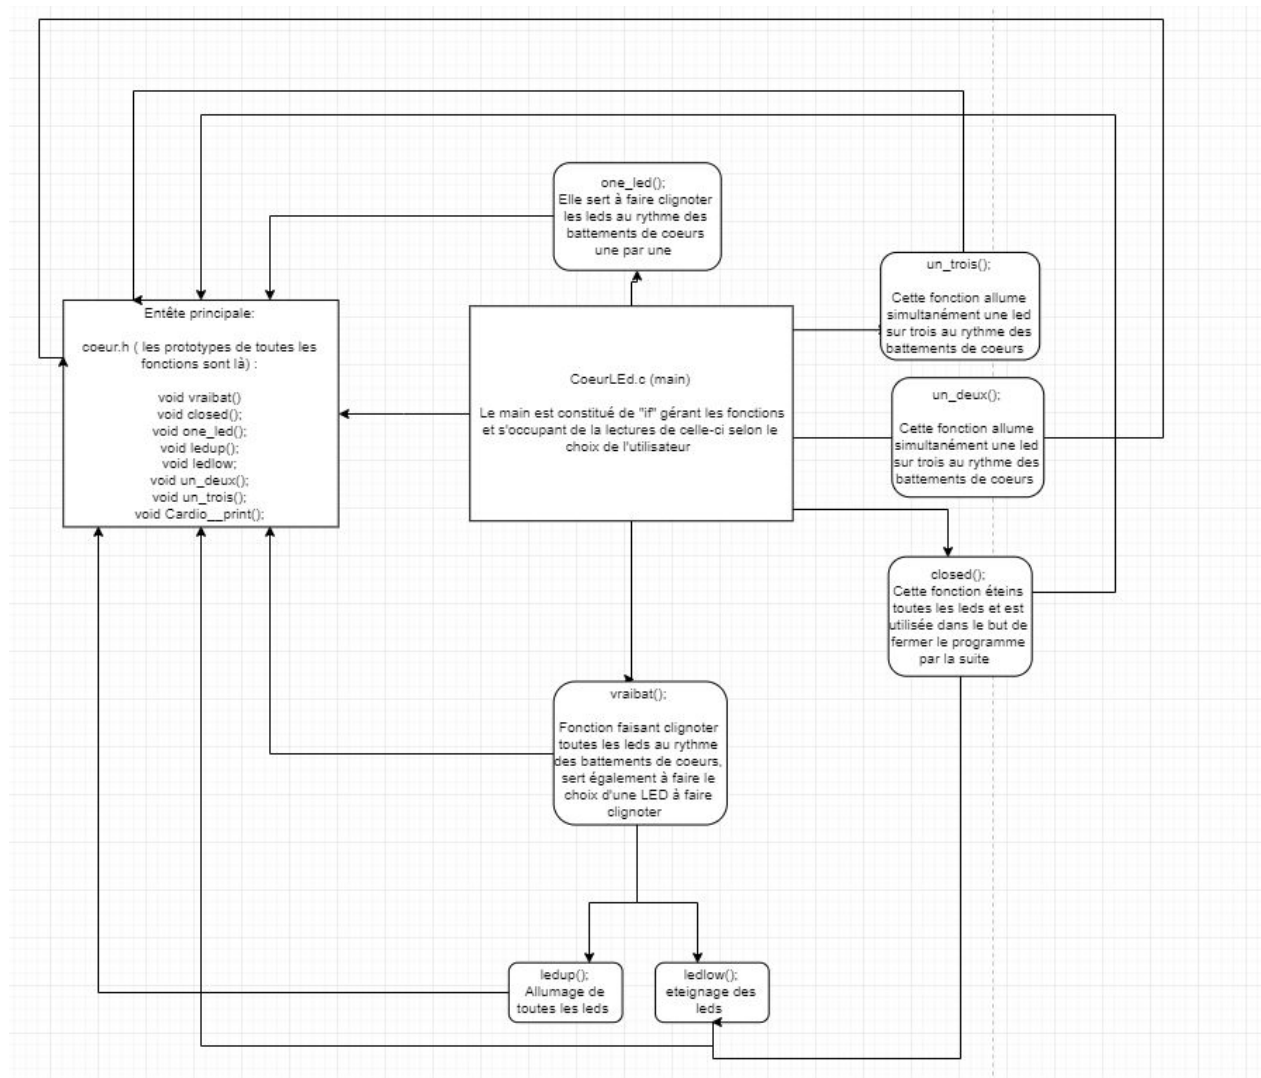 one_led();
Elle sert à faire clignoter
les leds au rythme des
battements de coeurs
une par une
un_trois();
Cette fonction allume
simultanément une led
sur trois au rythme des
battements de coeurs
Entête principale:
coeur.h ( les prototypes de toutes les
fonctions sont là) :
void vraibat()
void closed();
void one_led();
void ledup();
void ledlow;
void un_deux();
void un_trois();
void Cardio__print();
CoeurLEd.c (main)
Le main est constitué de "if" gérant les fonctions
et s'occupant de la lectures de celle-ci selon le
choix de l'utilisateur
un_deux();
Cette fonction allume
simultanément une led
sur trois au rythme des
battements de coeurs
closed();
Cette fonction éteins
toutes les leds et est
utilisée dans le but de
fermer le programme
par la suite
vraibat();
Fonction faisant clignoter
toutes les leds au rythme
des battements de coeurs,
sert également à faire le
choix d'une LED à faire
clignoter
ledup();
Allumage de
toutes les leds
ledlow();
eteignage des
leds